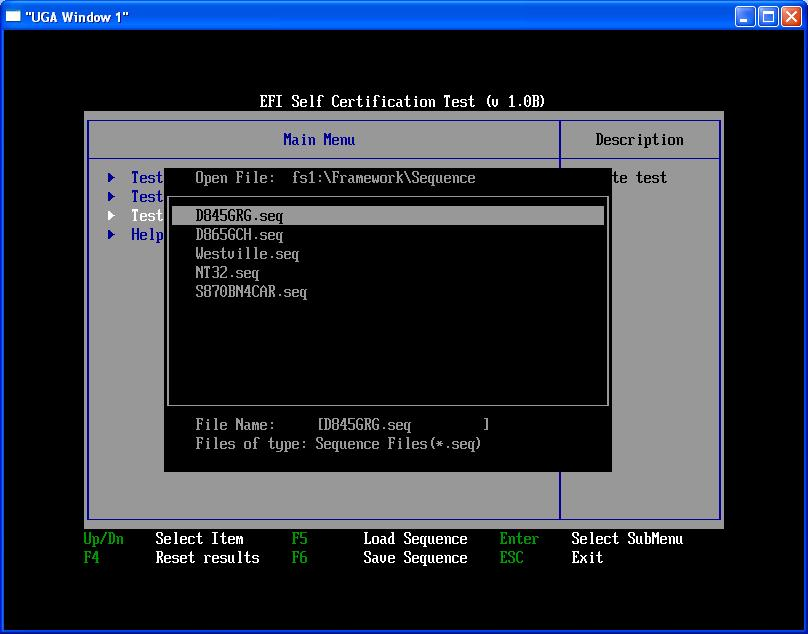 "UGA Window 1"
EFI Self Certification Test (v 1.0B)
Main Menu Description
Test Open File: fs1:\Framework\Sequence te test
Test
Test D845GRG.seq
Help D865GCH.seq
Westville.seq
NT32.seq
S870BN4CAR.seq
File Name: [D845GRG.seq ]
Files of type: Sequence Files(*.seq)
Up/Dn Select Item F5 Load Sequence Enter Select SubMenu
F4 Reset results F6 Save Sequence ESC Exit